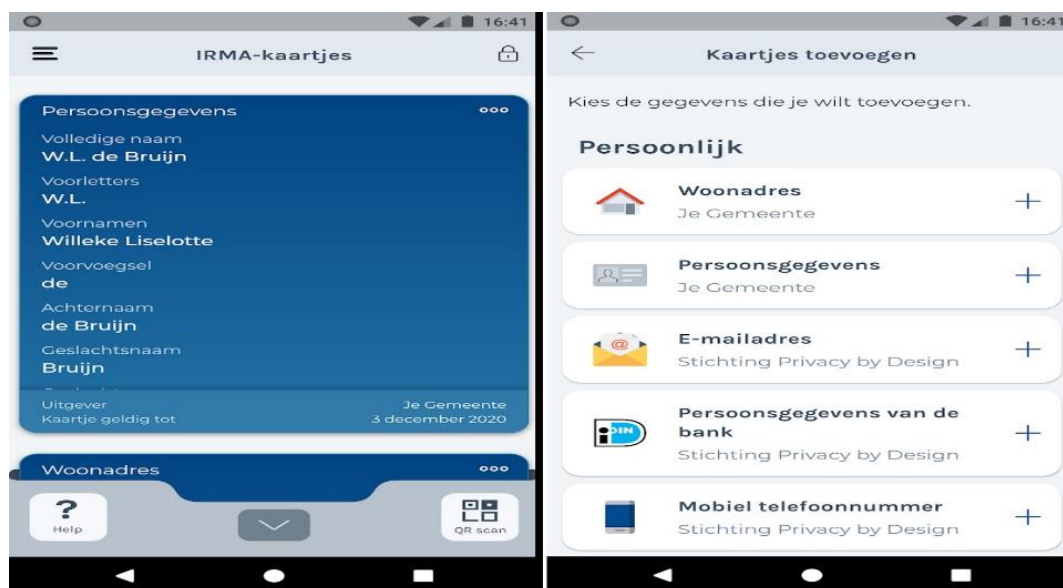 16:41
IRMA-kaartjes
Persoonsgegevens
Volledige naam
W.L. de Bruijn
Voorletters
W.L.
Voornamen
Willeke Liselotte
Voorvoegsel
de
Achternaam
de Bruijn
Geslachtsnaam
Bruijn
Uitgever Je Gemeente
Kaartje geldig tot 3 december 2020
Woonadres
?
Help
QR scan
16:41
Kaartjes toevoegen
Kies de gegevens die je wilt toevoegen.
Persoonlijk
Woonadres
Je Gemeente
Persoonsgegevens
Je Gemeente
@
E-mailadres
Stichting Privacy by Design
iDIN
Persoonsgegevens van de
bank
Stichting Privacy by Design
Mobiel telefoonnummer
Stichting Privacy by Design